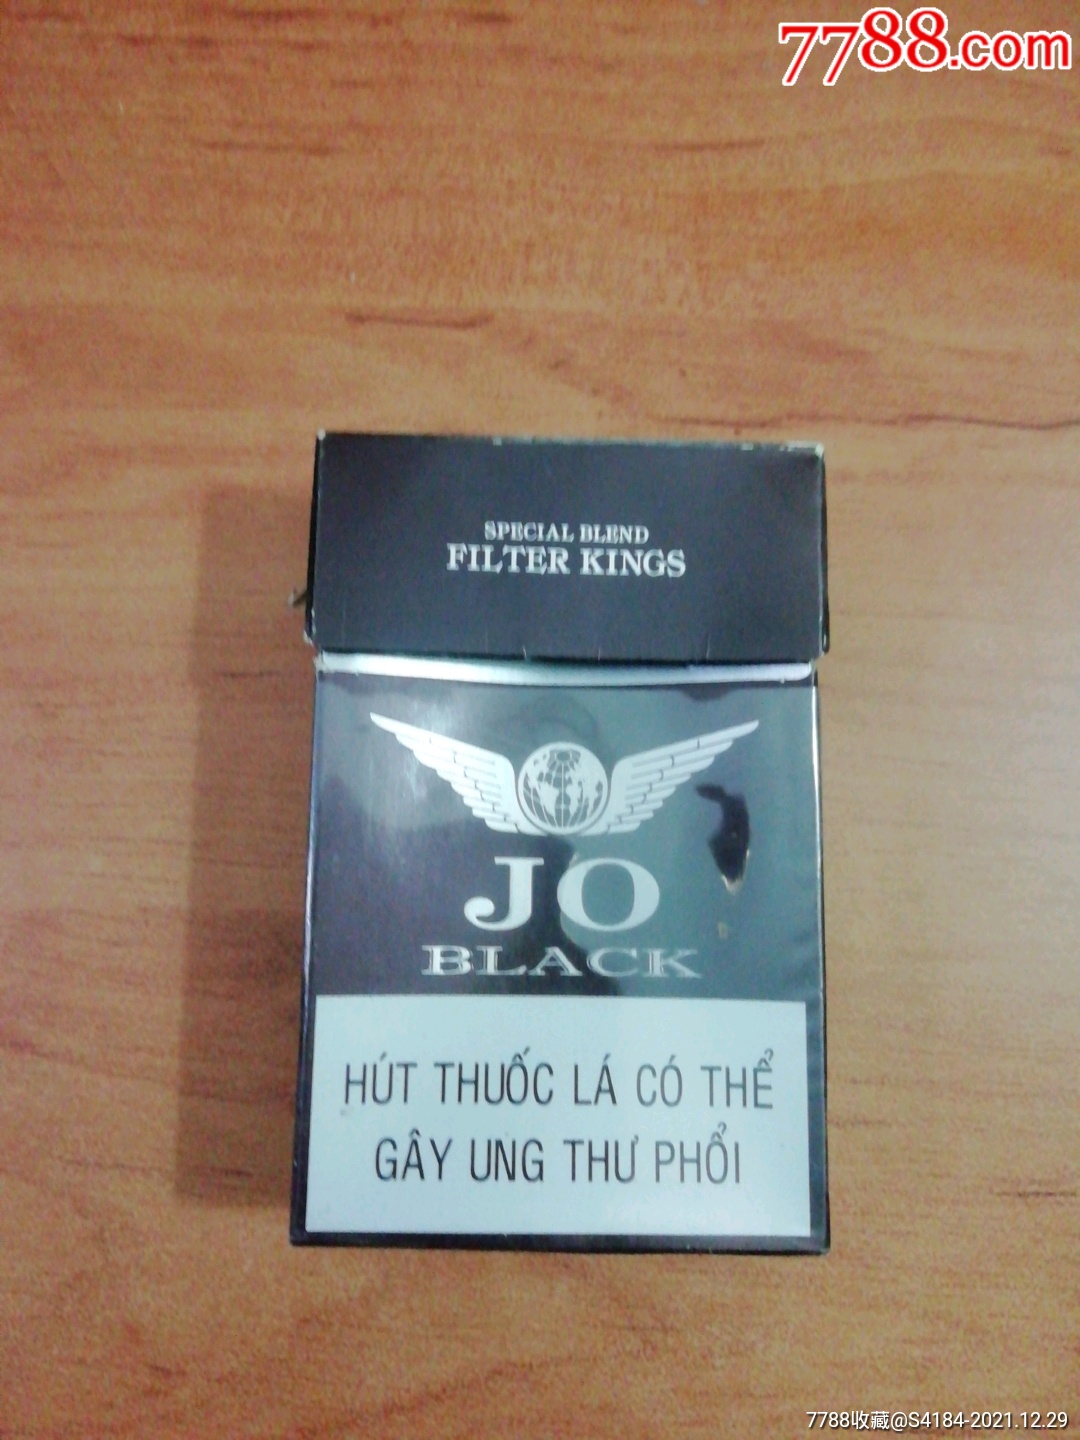 7788.com
SPECIAL BLEND
FILTER KINGS
JO
BLACK
HÚT THUỐC LÁ CÓ THỂ
GÂY UNG THƯ PHỔI
7788收藏@S4184-2021.12.29